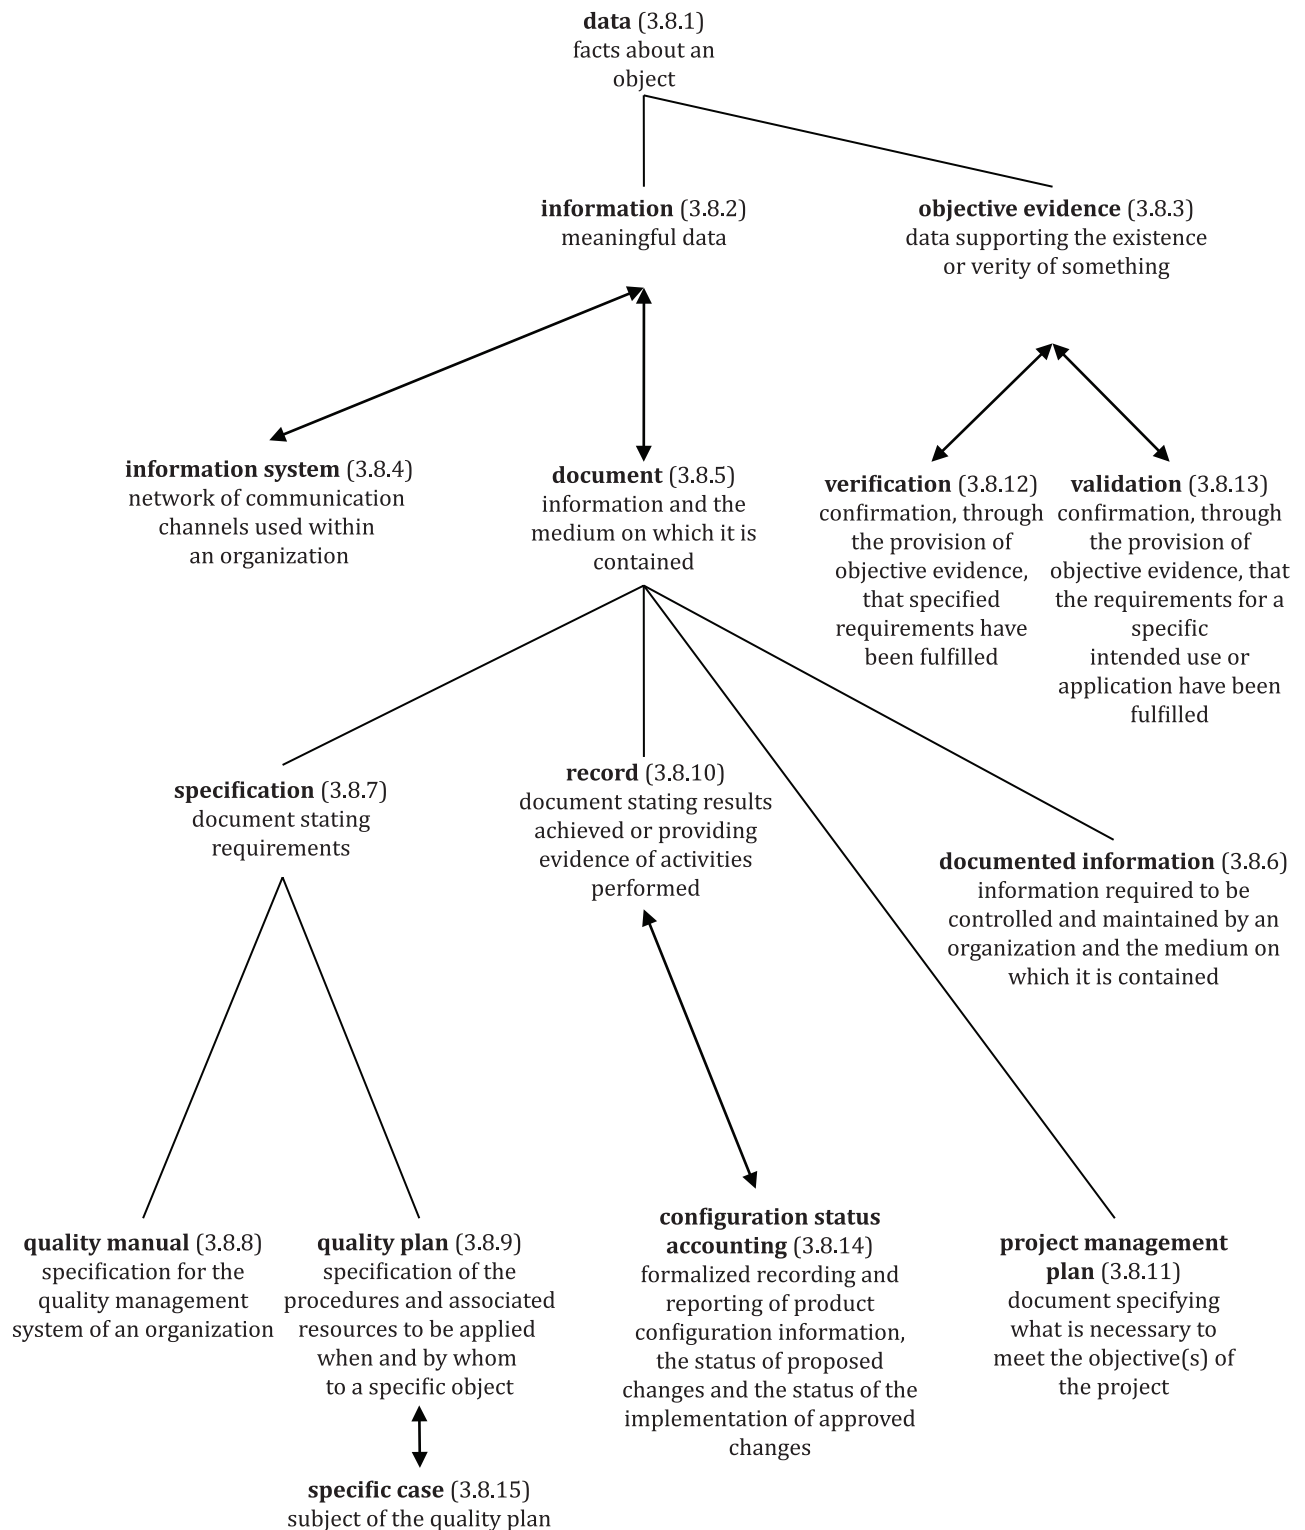 data (3.8.1)
facts about an
object
information (3.8.2)
meaningful data
objective evidence (3.8.3)
data supporting the existence
or verity of something
information system (3.8.4)
network of communication
channels used within
an organization
document (3.8.5)
information and the
medium on which it is
contained
verification (3.8.12)
confirmation, through
the provision of
objective evidence,
that specified
requirements have
been fulfilled
validation (3.8.13)
confirmation, through
the provision of
objective evidence, that
the requirements for a
specific
intended use or
application have been
fulfilled
specification (3.8.7)
document stating
requirements
record (3.8.10)
document stating results
achieved or providing
evidence of activities
performed
documented information (3.8.6)
information required to be
controlled and maintained by an
organization and the medium on
which it is contained
quality manual (3.8.8)
specification for the
quality management
system of an organization
quality plan (3.8.9)
specification of the
procedures and associated
resources to be applied
when and by whom
to a specific object
configuration status
accounting (3.8.14)
formalized recording and
reporting of product
configuration information,
the status of proposed
changes and the status of the
implementation of approved
changes
project management
plan (3.8.11)
document specifying
what is necessary to
meet the objective(s) of
the project
specific case (3.8.15)
subject of the quality plan